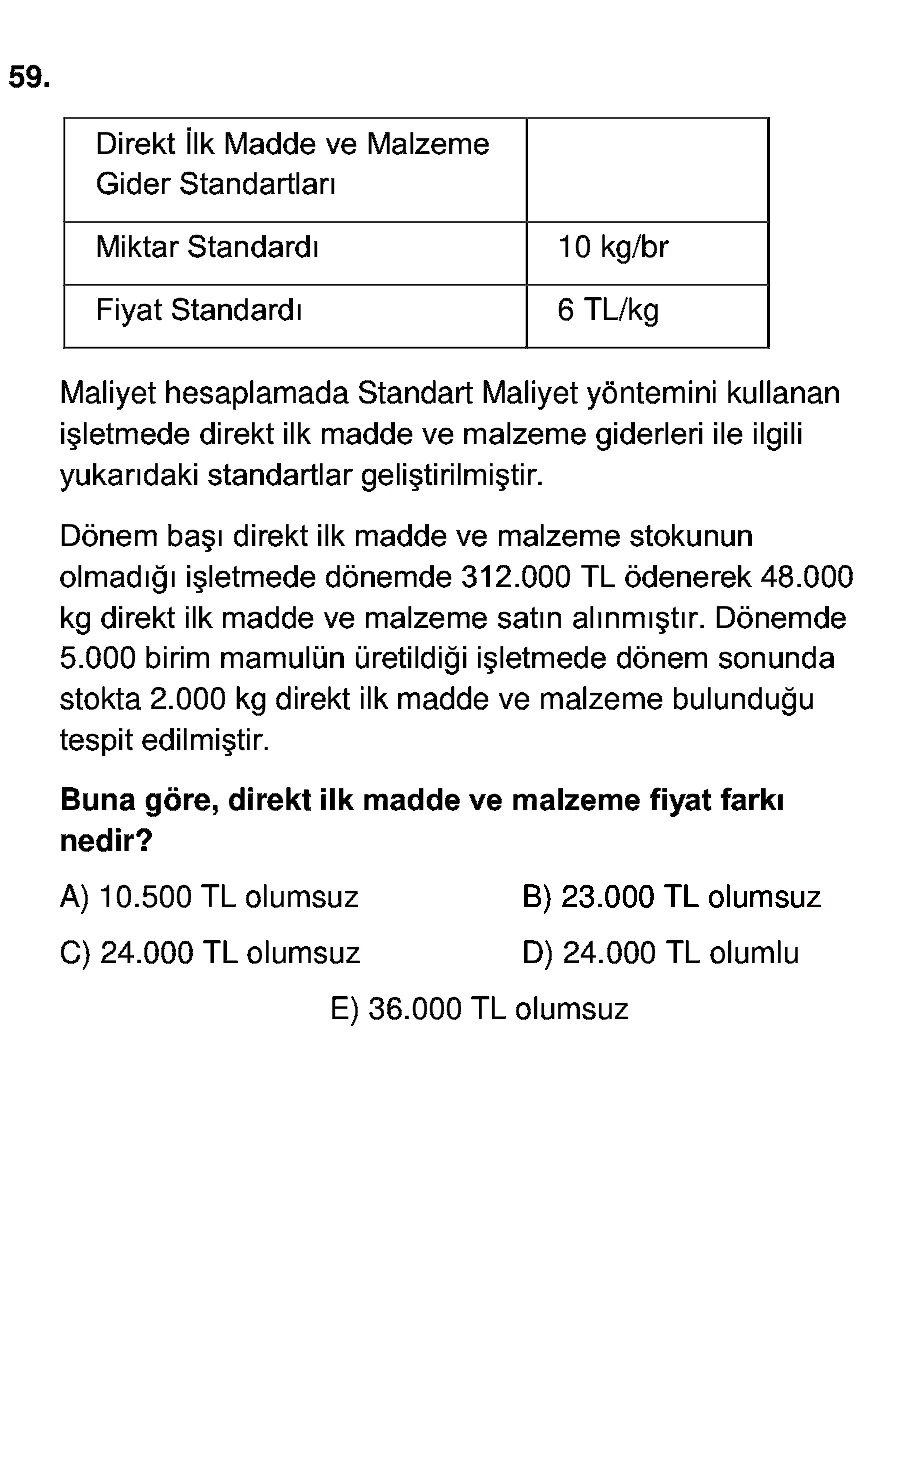 59.
Direkt İlk Madde ve Malzeme
Gider Standartları
Miktar Standardı 10 kg/br
Fiyat Standardı 6 TL/kg
Maliyet hesaplamada Standart Maliyet yöntemini kullanan
işletmede direkt ilk madde ve malzeme giderleri ile ilgili
yukarıdaki standartlar geliştirilmiştir.
Dönem başı direkt ilk madde ve malzeme stokunun
olmadığı işletmede dönemde 312.000 TL ödenerek 48.000
kg direkt ilk madde ve malzeme satın alınmıştır. Dönemde
5.000 birim mamulün üretildiği işletmede dönem sonunda
stokta 2.000 kg direkt ilk madde ve malzeme bulunduğu
tespit edilmiştir.
Buna göre, direkt ilk madde ve malzeme fiyat farkı
nedir?
A) 10.500 TL olumsuz B) 23.000 TL olumsuz
C) 24.000 TL olumsuz D) 24.000 TL olumlu
E) 36.000 TL olumsuz